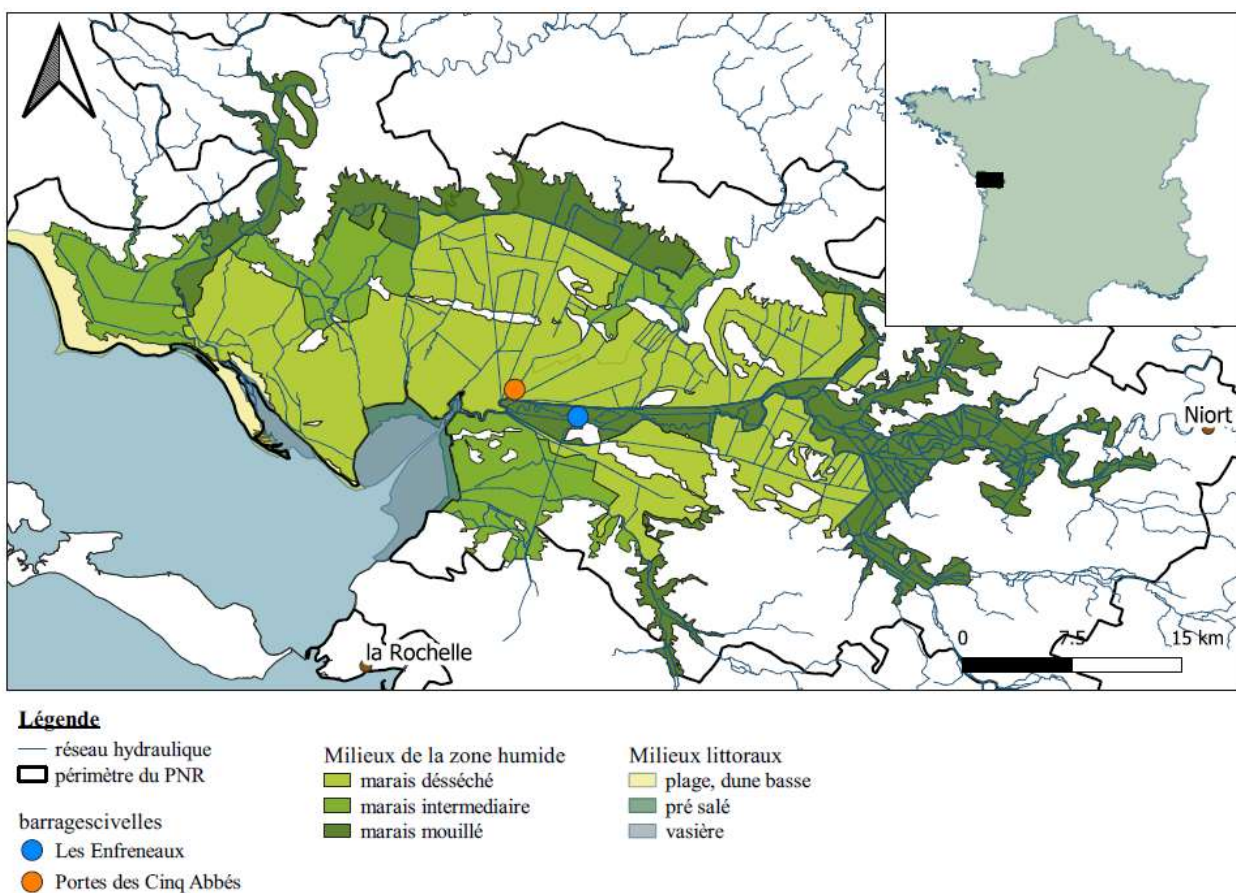 Niort
la Rochelle
0 7.5 15 km
Légende
réseau hydraulique
périmètre du PNR
barragescivelles
Les Enfreneaux
Portes des Cinq Abbés
Milieux de la zone humide
marais désséché
marais intermediaire
marais mouillé
Milieux littoraux
plage, dune basse
pré salé
vasière